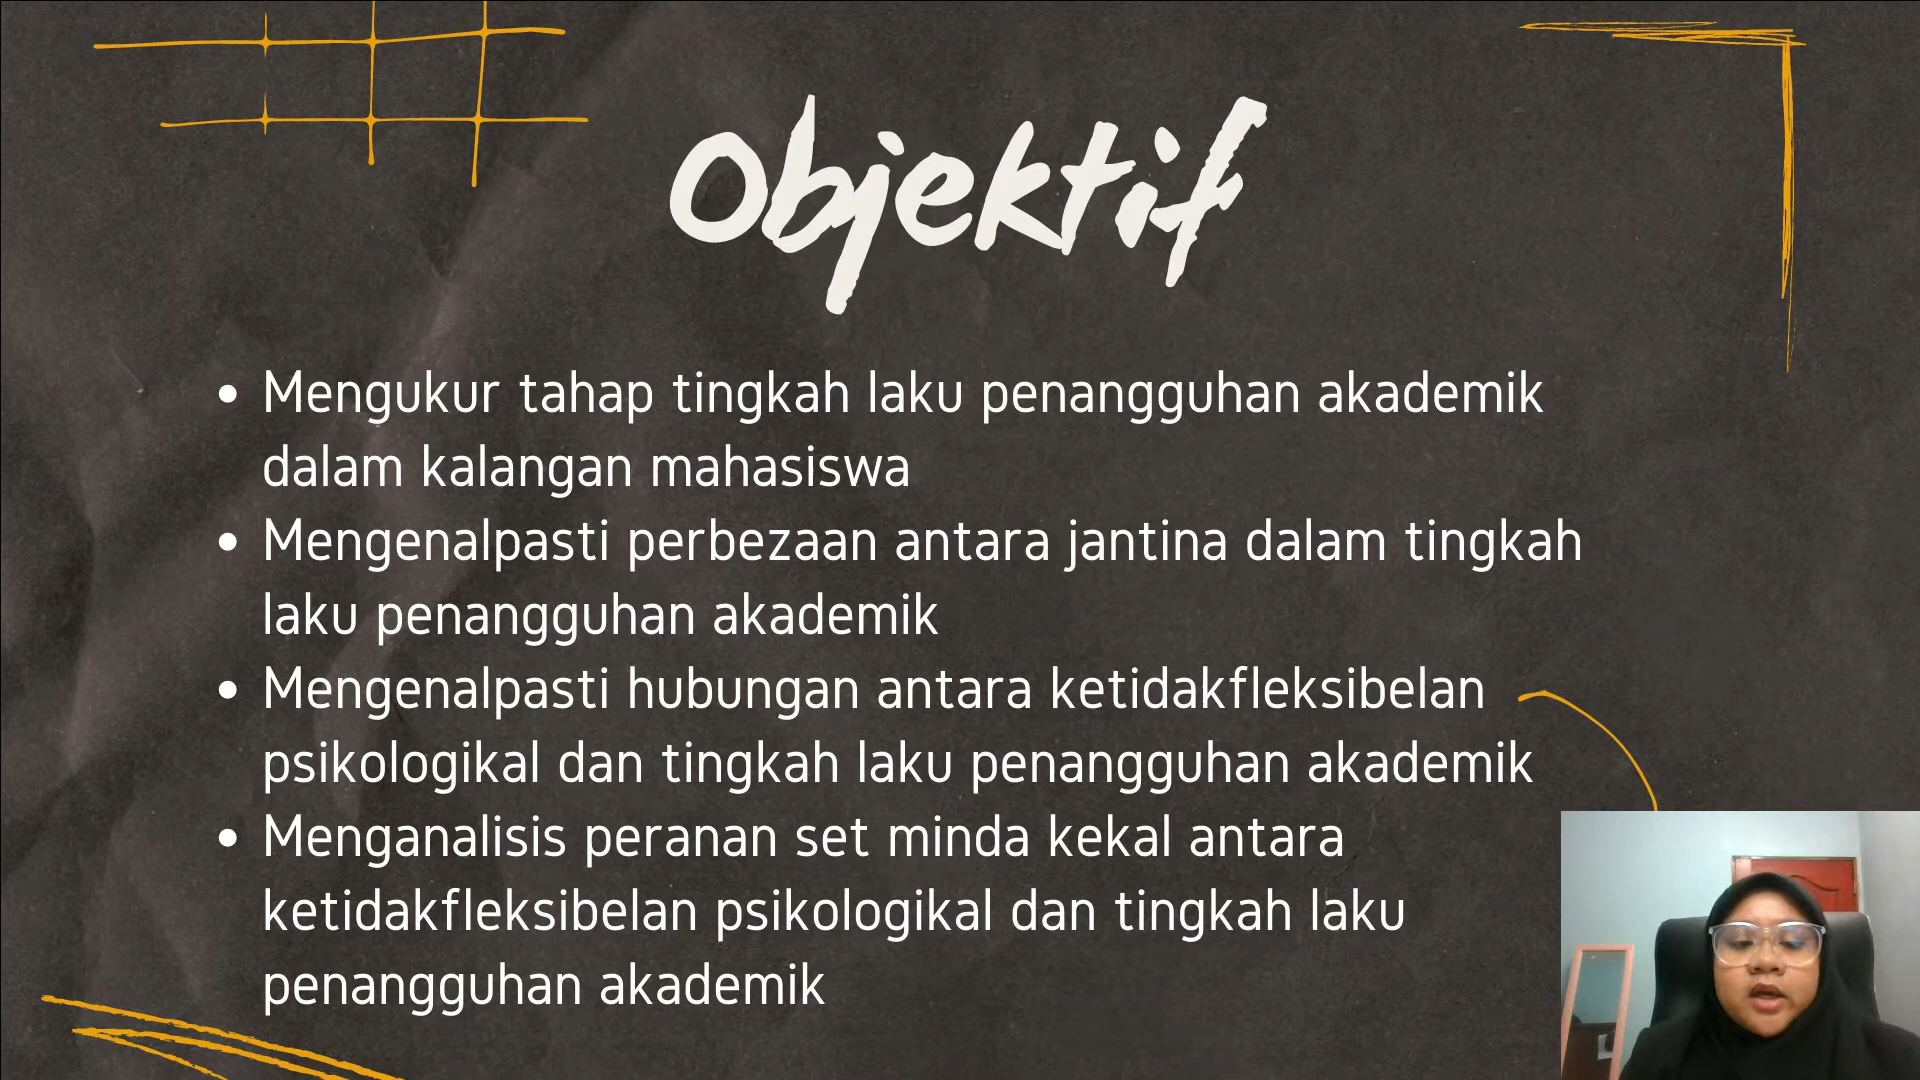 Objektif
• Mengukur tahap tingkah laku penangguhan akademik
dalam kalangan mahasiswa
• Mengenalpasti perbezaan antara jantina dalam tingkah
laku penangguhan akademik
• Mengenalpasti hubungan antara ketidakfleksibelan
psikologikal dan tingkah laku penangguhan akademik
• Menganalisis peranan set minda kekal antara
ketidakfleksibelan psikologikal dan tingkah laku
penangguhan akademik